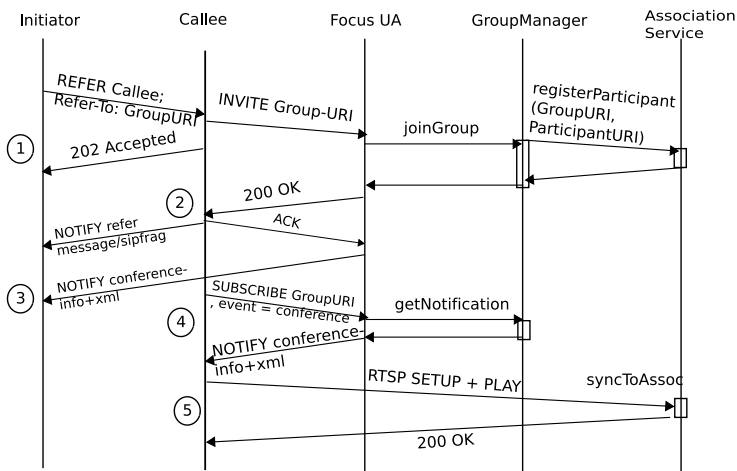 Initiator
Callee
Focus UA
GroupManager
Association
Service
REFER Callee;
Refer-To: GroupURI
INVITE Group-URI
joinGroup
registerParticipant
(GroupURI,
ParticipantURI)
1
202 Accepted
200 OK
2
ACK
NOTIFY refer
message/sipfrag
3
NOTIFY conference-
info+xml
SUBSCRIBE GroupURI
, event = conference
getNotification
4
NOTIFY conference-
info+xml
RTSP SETUP + PLAY
syncToAssoc
5
200 OK